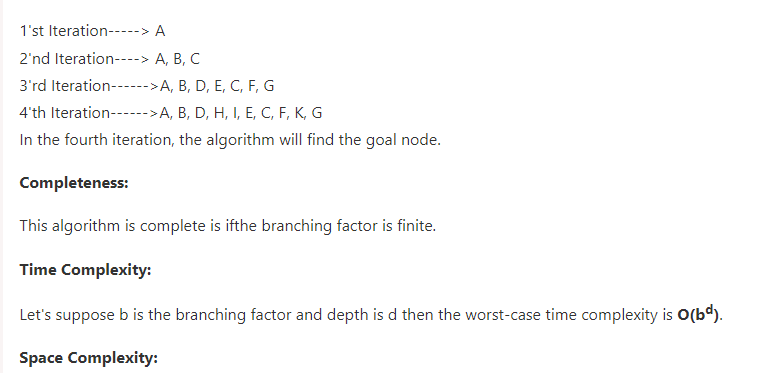 1'st Iteration-----> A
2'nd Iteration----> A, B, C
3'rd Iteration------>A, B, D, E, C, F, G
4'th Iteration------>A, B, D, H, I, E, C, F, K, G
In the fourth iteration, the algorithm will find the goal node.
Completeness:
This algorithm is complete is ifthe branching factor is finite.
Time Complexity:
Let's suppose b is the branching factor and depth is d then the worst-case time complexity is O(bᵈ).
Space Complexity: